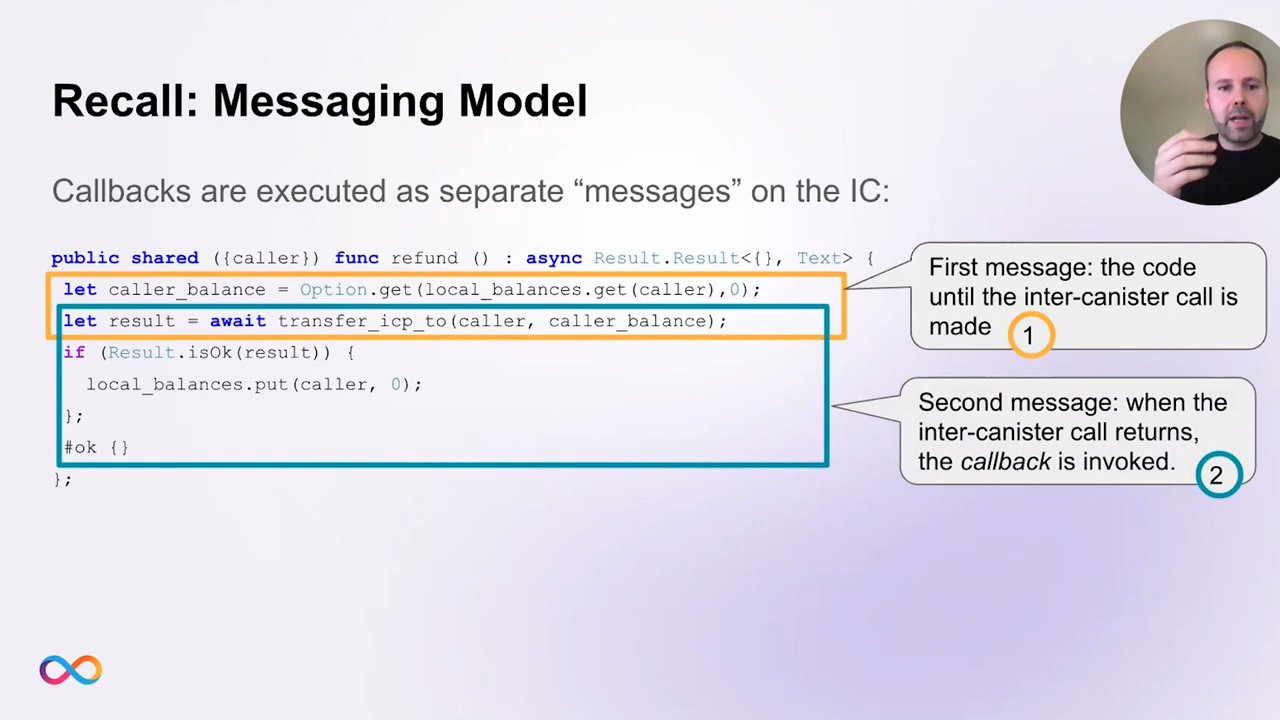 Recall: Messaging Model
Callbacks are executed as separate “messages” on the IC:
public shared ({caller}) func refund () : async Result.Result<{}, Text> {
let caller_balance = Option.get(local_balances.get(caller),0);
let result = await transfer_icp_to(caller, caller_balance);
if (Result.isOk(result)) {
local_balances.put(caller, 0);
};
#ok {}
};
First message: the code
until the inter-canister call is
made
1
Second message: when the
inter-canister call returns,
the callback is invoked.
2